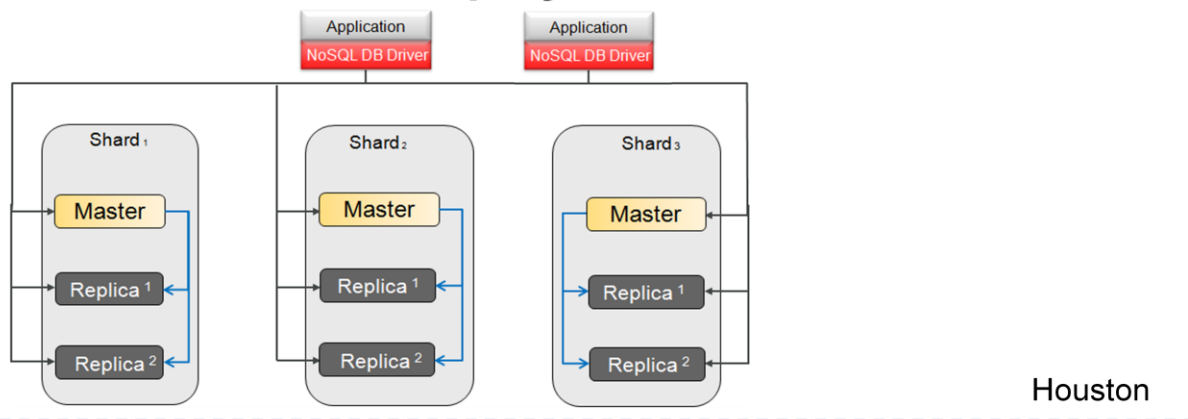 Application
NoSQL DB Driver
Application
NoSQL DB Driver
Shard 1
Master
Replica 1
Replica 2
Shard 2
Master
Replica 1
Replica 2
Shard 3
Master
Replica 1
Replica 2
Houston